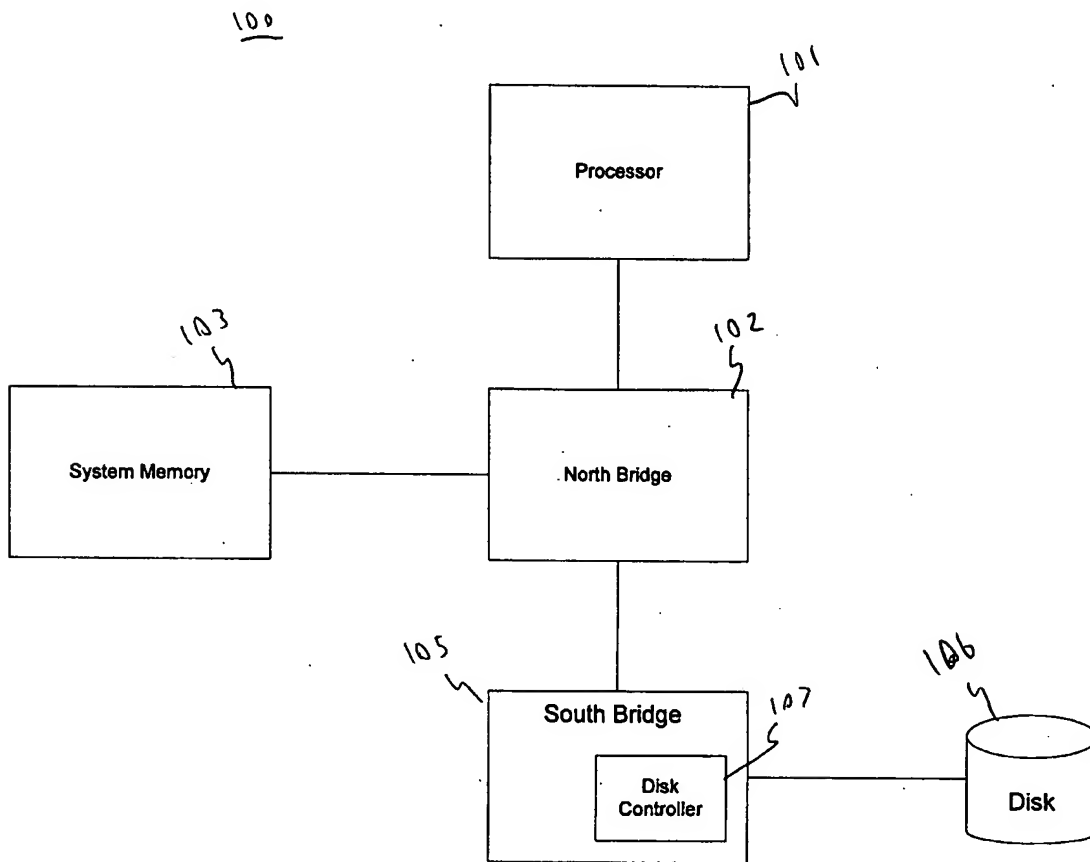 100
101
Processor
103
102
System Memory
North Bridge
105
106
107
South Bridge
Disk
Controller
Disk